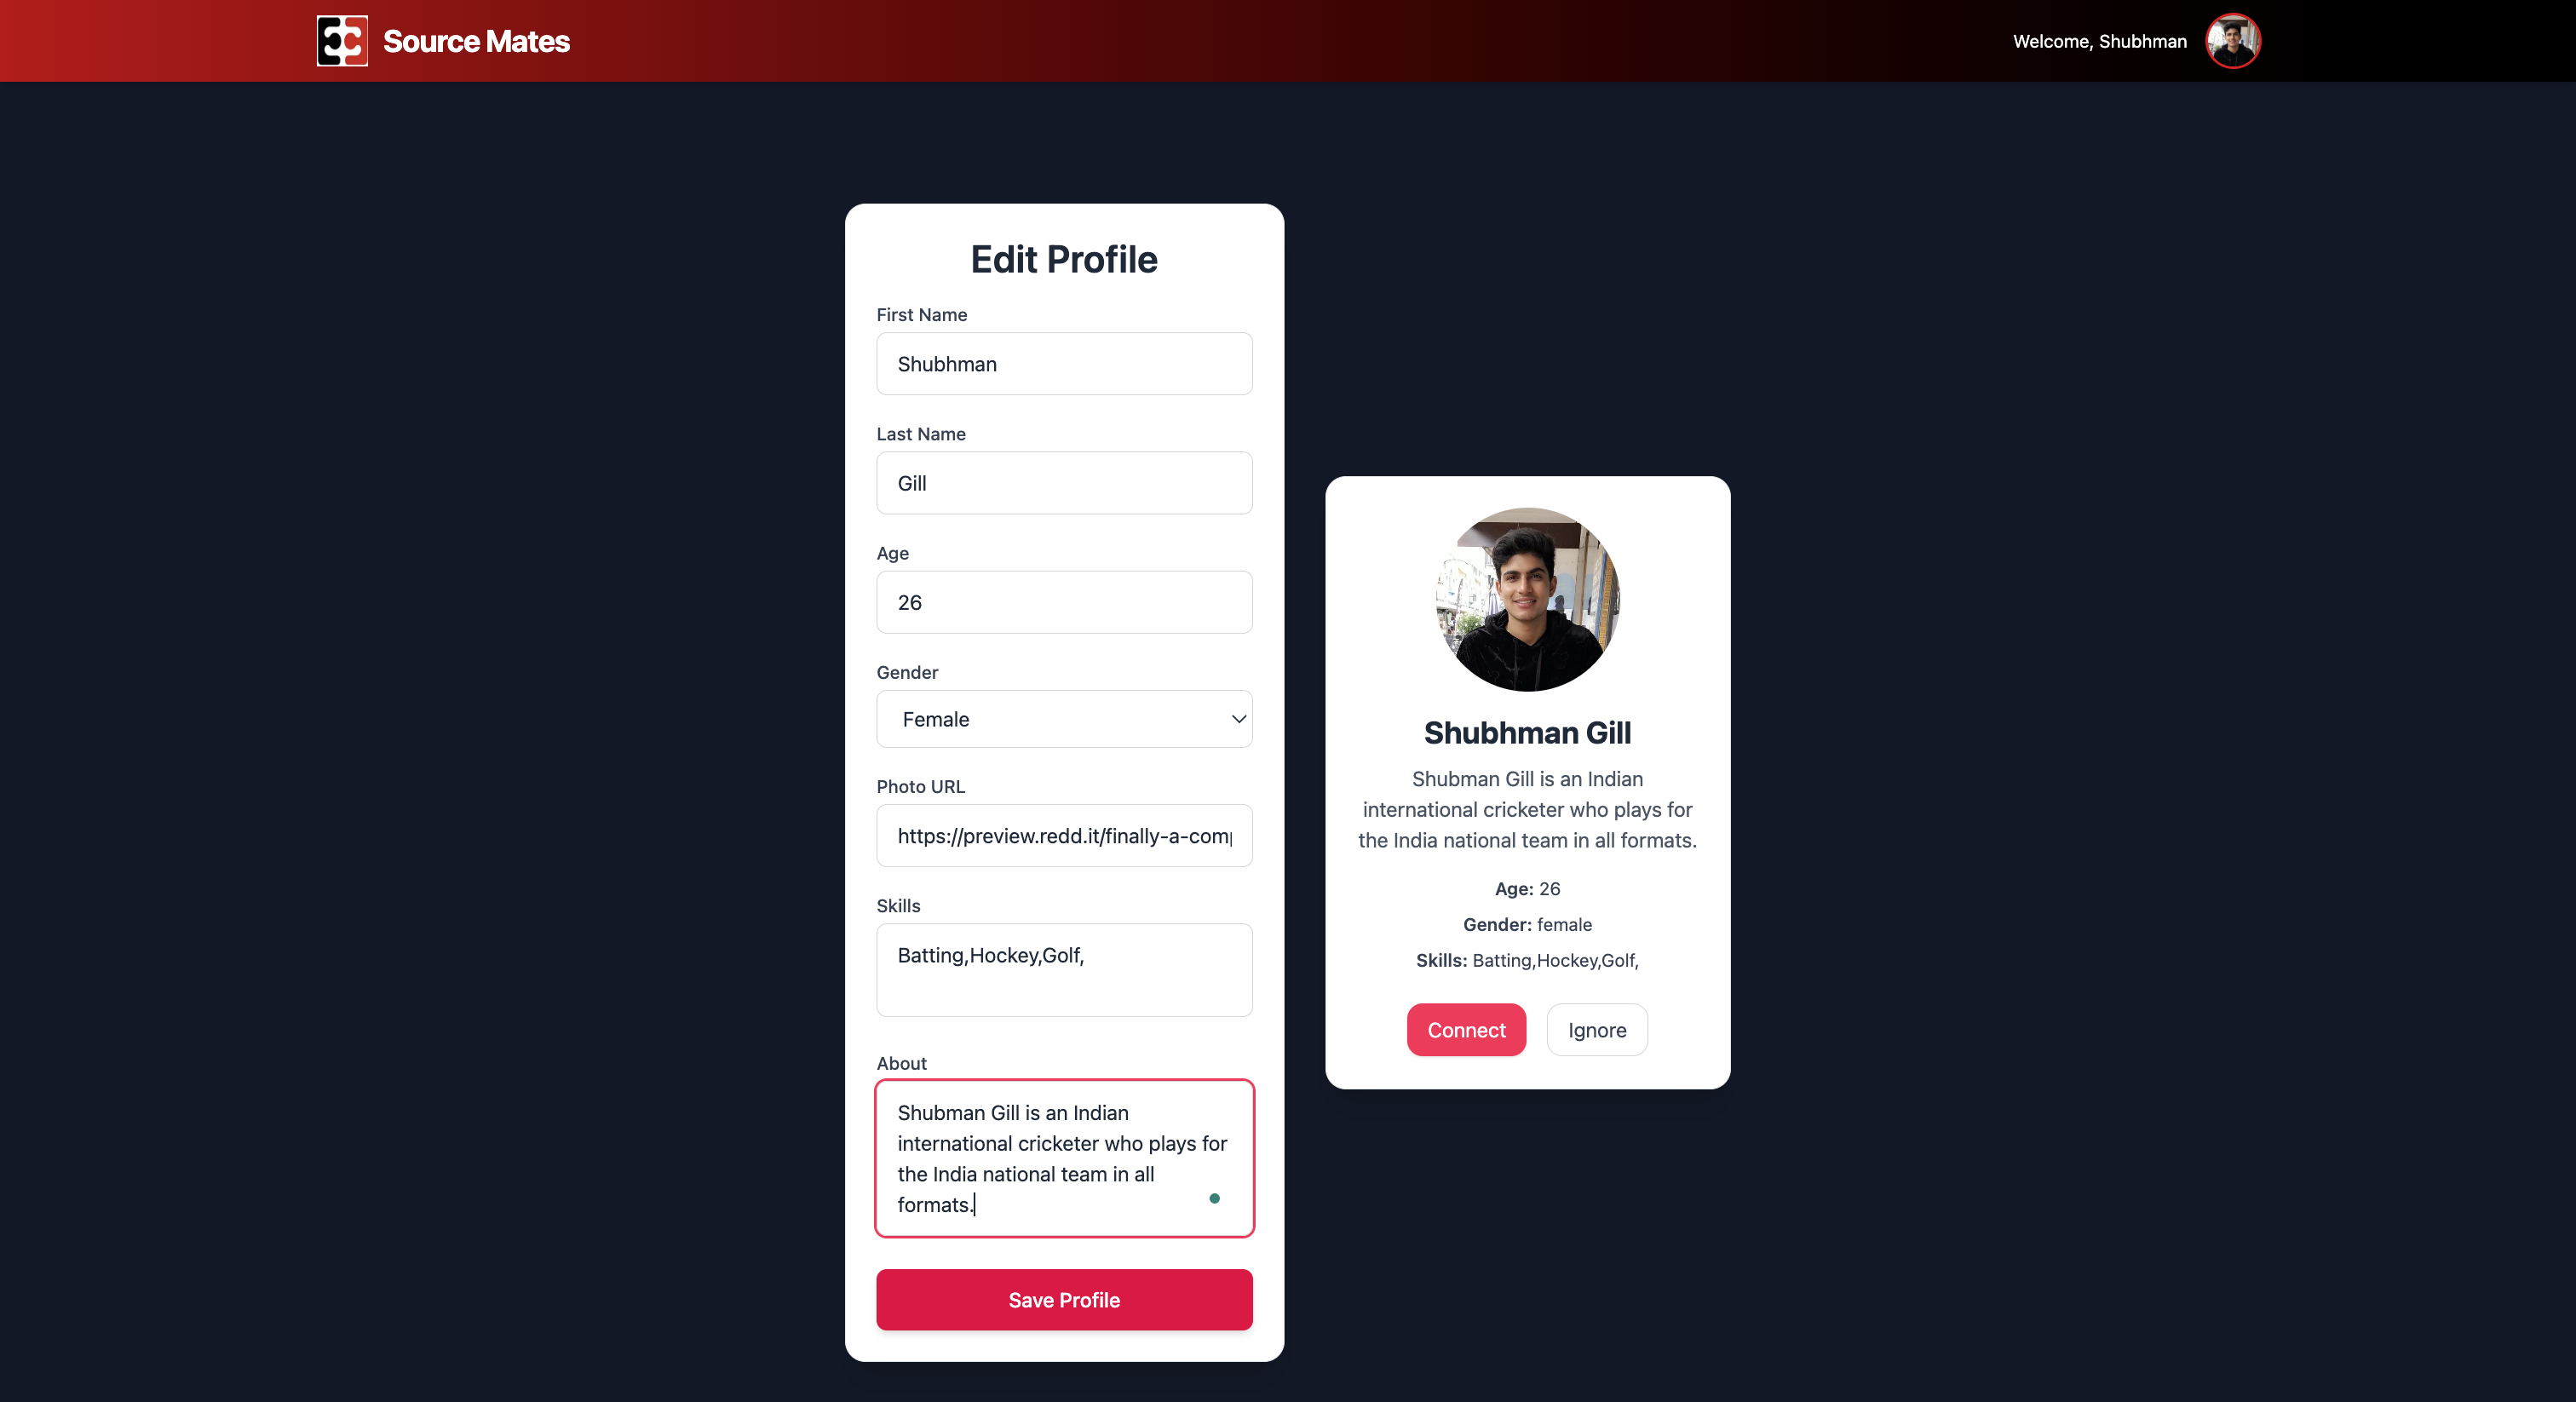 Source Mates
Welcome, Shubhman
Edit Profile
First Name
Shubhman
Last Name
Gill
Age
26
Gender
Female
Photo URL
https://preview.redd.it/finally-a-comp
Skills
Batting,Hockey,Golf,
About
Shubman Gill is an Indian
international cricketer who plays for
the India national team in all
formats.
Save Profile
Shubhman Gill
Shubman Gill is an Indian
international cricketer who plays for
the India national team in all formats.
Age: 26
Gender: female
Skills: Batting,Hockey,Golf,
Connect
Ignore